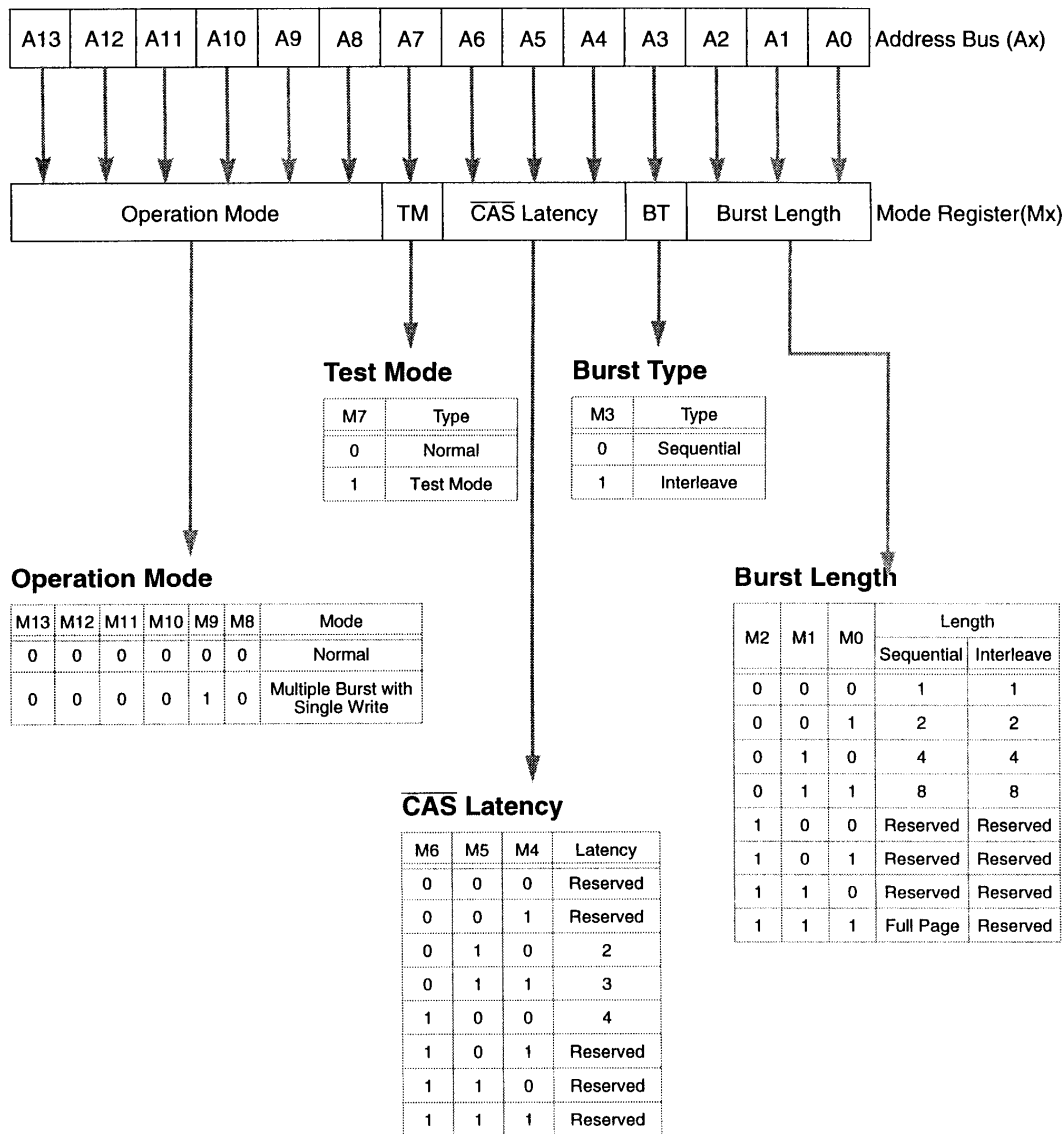 A13 A12 A11 A10 A9 A8 A7 A6 A5 A4 A3 A2 A1 A0 Address Bus (Ax)
Operation Mode TM CAS Latency BT Burst Length Mode Register(Mx)
Test Mode
M7 Type
0 Normal
1 Test Mode
Burst Type
M3 Type
0 Sequential
1 Interleave
Operation Mode
M13 M12 M11 M10 M9 M8 Mode
0 0 0 0 0 0 Normal
0 0 0 0 1 0 Multiple Burst with
Single Write
Burst Length
M2 M1 M0 Length
Sequential Interleave
0 0 0 1 1
0 0 1 2 2
0 1 0 4 4
0 1 1 8 8
1 0 0 Reserved Reserved
1 0 1 Reserved Reserved
1 1 0 Reserved Reserved
1 1 1 Full Page Reserved
CAS Latency
M6 M5 M4 Latency
0 0 0 Reserved
0 0 1 Reserved
0 1 0 2
0 1 1 3
1 0 0 4
1 0 1 Reserved
1 1 0 Reserved
1 1 1 Reserved